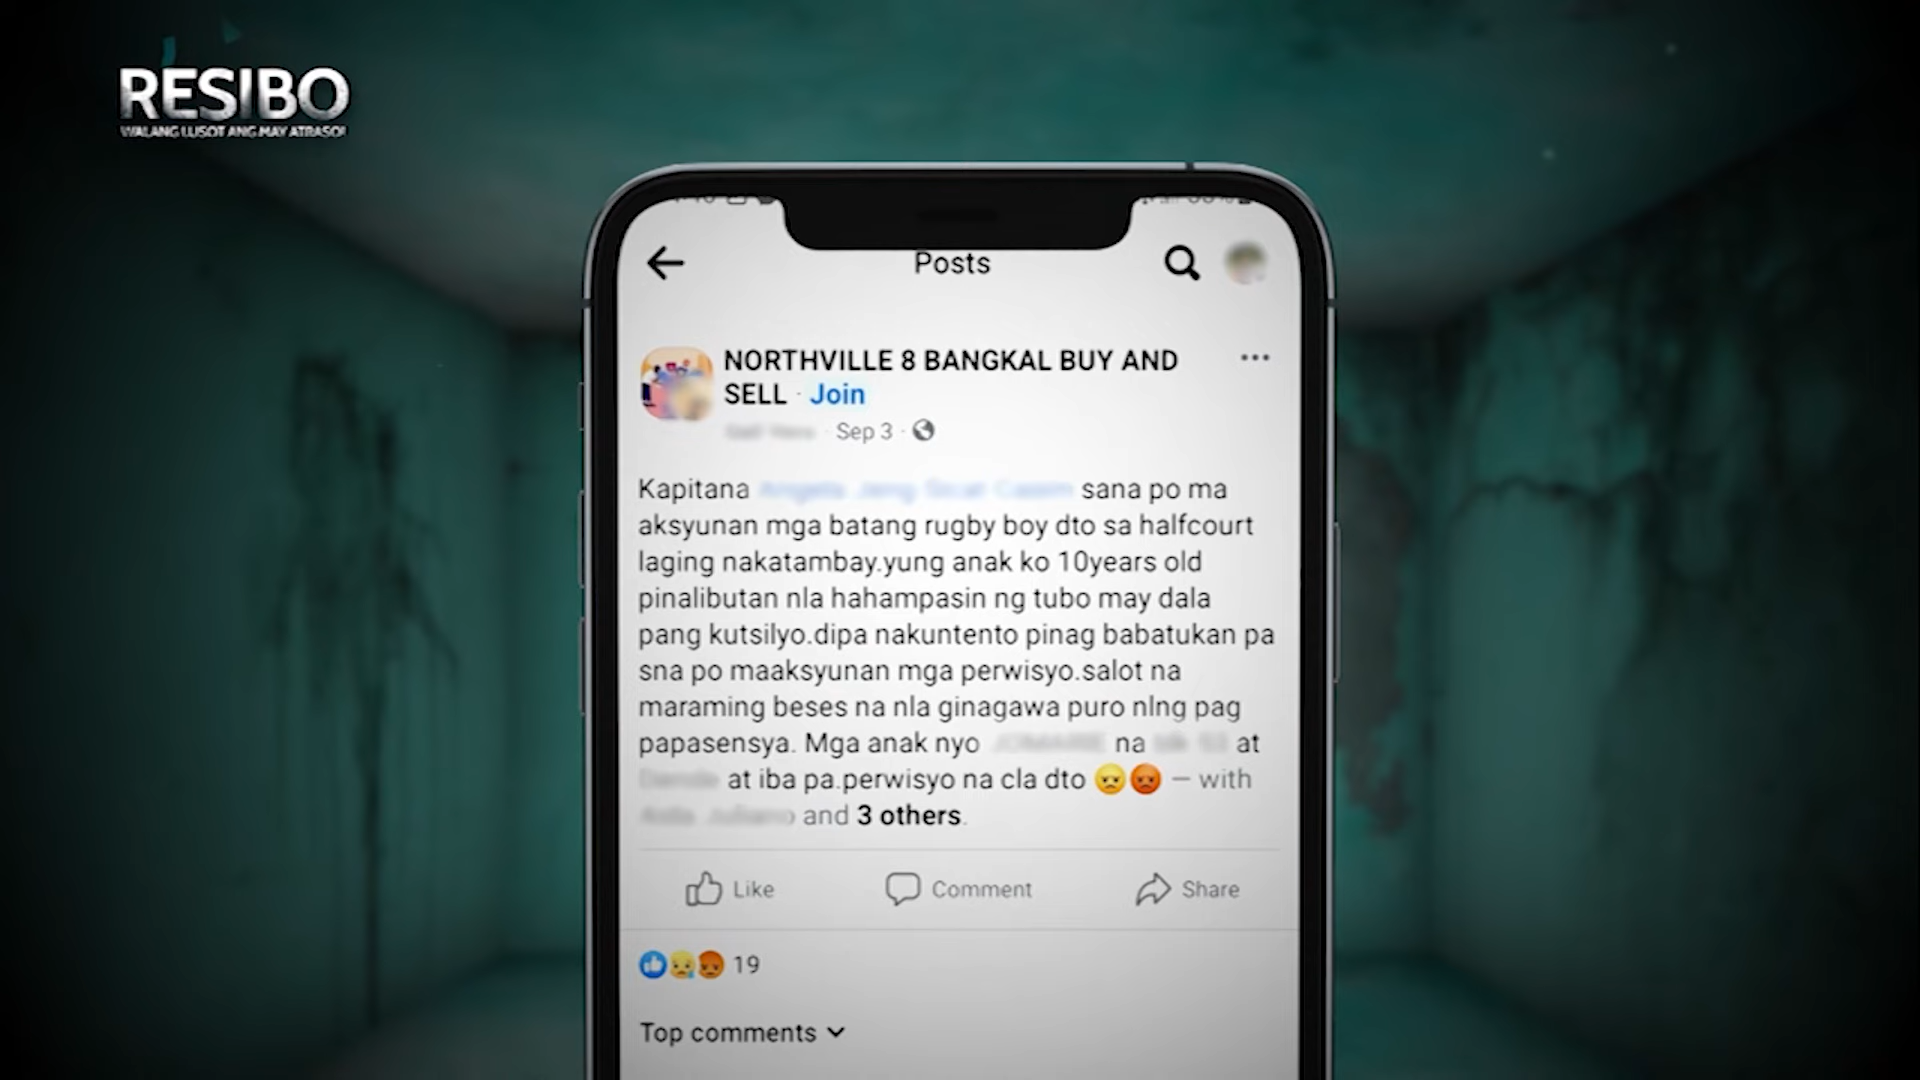 RESIBO
WALANG LUSOT ANG MAY ATRASO!
Posts
NORTHVILLE 8 BANGKAL BUY AND
SELL · Join
Sep 3 ·
Kapitana sana po ma
aksyunan mga batang rugby boy dto sa halfcourt
laging nakatambay.yung anak ko 10years old
pinalibutan nla hahampasin ng tubo may dala
pang kutsilyo.dipa nakuntento pinag babatukan pa
sna po maaksyunan mga perwisyo.salot na
maraming beses na nla ginagawa puro nlng pag
papasensya. Mga anak nyo na at
at iba pa.perwisyo na cla dto 😠😡 — with
and 3 others.
Like Comment Share
19
Top comments